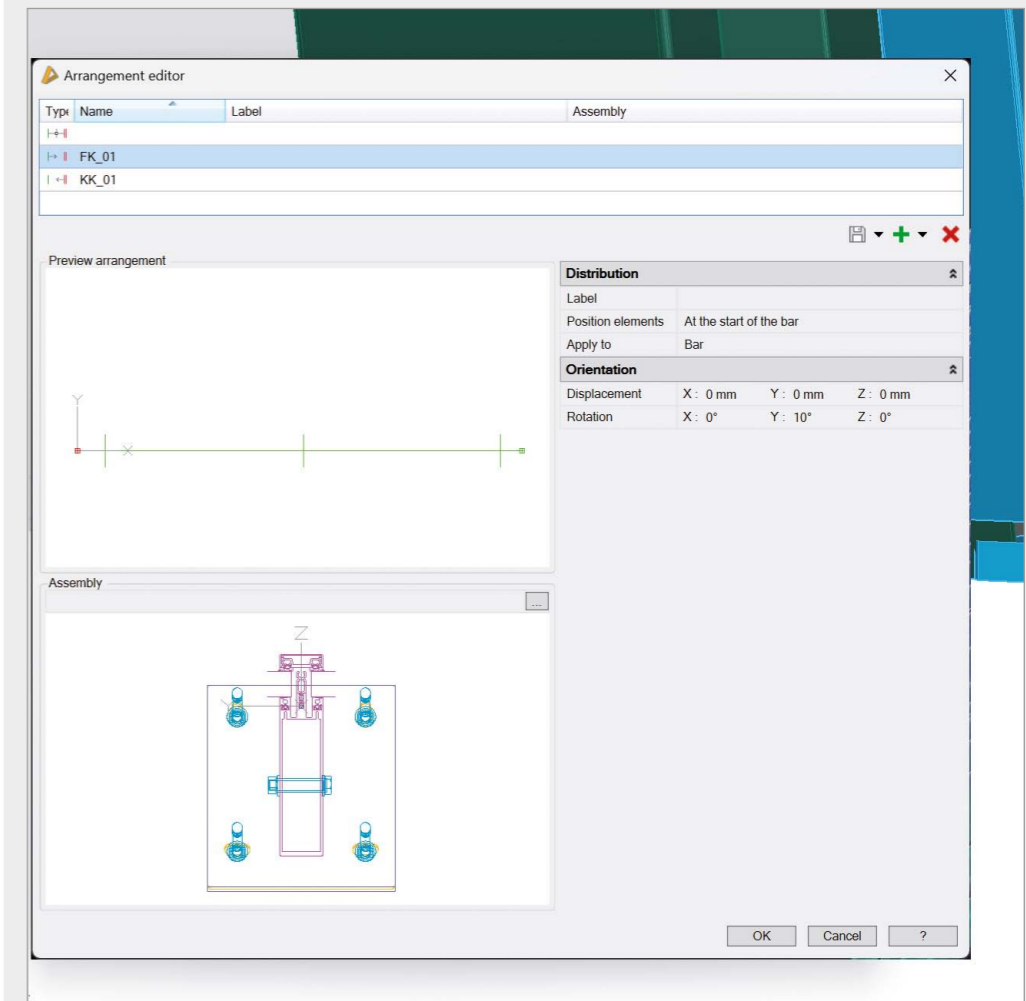 Arrangement editor
Type Name Label Assembly
FK_01
KK_01
Preview arrangement
Y
X
Distribution
Label
Position elements At the start of the bar
Apply to Bar
Orientation
Displacement X : 0 mm Y : 0 mm Z : 0 mm
Rotation X : 0° Y : 10° Z : 0°
Assembly
...
Z
Y
OK Cancel ?